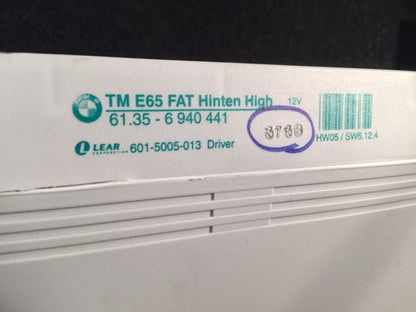 TM E65 FAT Hinten High 12V
61.35 - 6 940 441
HW05 / SW6.12.4
LEAR 601-5005-013 Driver
CORPORATION